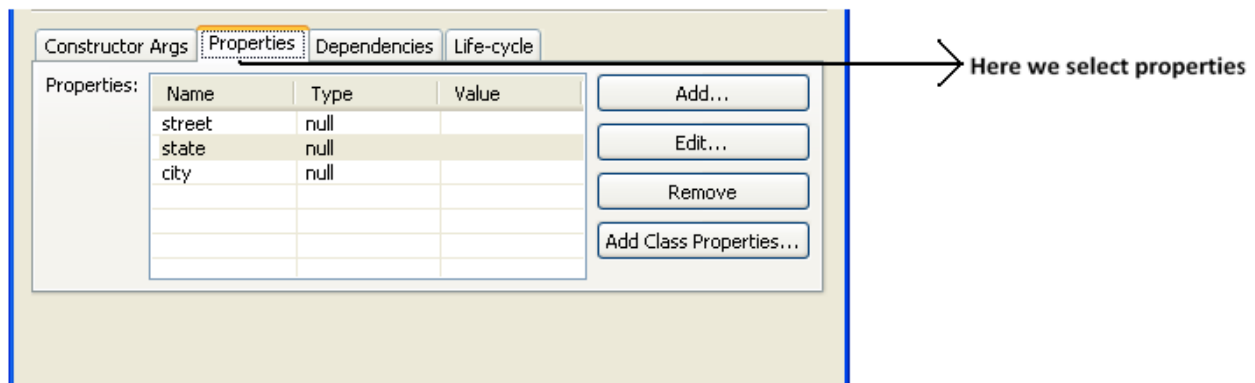 Constructor Args Properties Dependencies Life-cycle
Here we select properties
Properties:
Name Type Value
street null
state null
city null
Add...
Edit...
Remove
Add Class Properties...